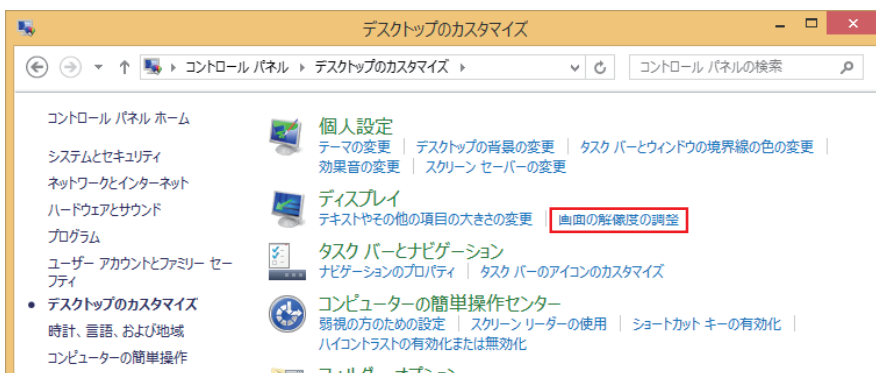 デスクトップのカスタマイズ
コントロール パネル デスクトップのカスタマイズ
コントロール パネルの検索
コントロール パネル ホーム
システムとセキュリティ
ネットワークとインターネット
ハードウェアとサウンド
プログラム
ユーザー アカウントとファミリー セー
フティ
デスクトップのカスタマイズ
時計、言語、および地域
コンピューターの簡単操作
個人設定
テーマの変更 デスクトップの背景の変更 タスク バーとウィンドウの境界線の色の変更
効果音の変更 スクリーン セーバーの変更
ディスプレイ
テキストやその他の項目の大きさの変更 画面の解像度の調整
タスク バーとナビゲーション
ナビゲーションのプロパティ タスク バーのアイコンのカスタマイズ
コンピューターの簡単操作センター
弱視の方のための設定 スクリーン リーダーの使用 ショートカット キーの有効化
ハイコントラストの有効化または無効化
フォルダー オプション